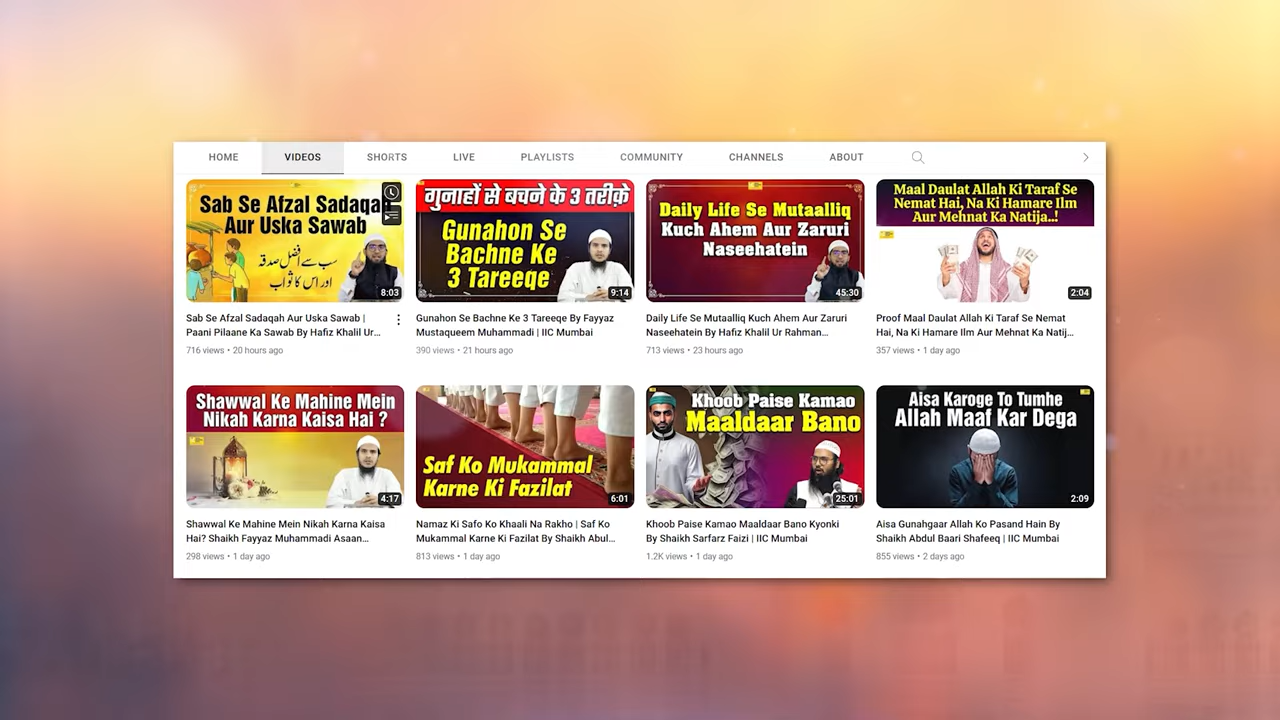 HOME VIDEOS SHORTS LIVE PLAYLISTS COMMUNITY CHANNELS ABOUT
Sab Se Afzal Sadaqah
Aur Uska Sawab
سب سے افضل صدقہ
اور اس کا ثواب
8:03
Sab Se Afzal Sadaqah Aur Uska Sawab |
Paani Pilaane Ka Sawab By Hafiz Khalil Ur...
716 views • 20 hours ago
गुनाहों से बचने के 3 तरीक़े
Gunahon Se
Bachne Ke
3 Tareeqe
9:14
Gunahon Se Bachne Ke 3 Tareeqe By Fayyaz
Mustaqueem Muhammadi | IIC Mumbai
390 views • 21 hours ago
Daily Life Se Mutaalliq
Kuch Ahem Aur Zaruri
Naseehatein
45:30
Daily Life Se Mutaalliq Kuch Ahem Aur Zaruri
Naseehatein By Hafiz Khalil Ur Rahman...
713 views • 23 hours ago
Maal Daulat Allah Ki Taraf Se
Nemat Hai, Na Ki Hamare Ilm
Aur Mehnat Ka Natija..!
2:04
Proof Maal Daulat Allah Ki Taraf Se Nemat
Hai, Na Ki Hamare Ilm Aur Mehnat Ka Natij...
357 views • 1 day ago
Shawwal Ke Mahine Mein
Nikah Karna Kaisa Hai ?
4:17
Shawwal Ke Mahine Mein Nikah Karna Kaisa
Hai? Shaikh Fayyaz Muhammadi Asaan...
298 views • 1 day ago
Saf Ko Mukammal
Karne Ki Fazilat
6:01
Namaz Ki Safo Ko Khaali Na Rakho | Saf Ko
Mukammal Karne Ki Fazilat By Shaikh Abul...
813 views • 1 day ago
Khoob Paise Kamao
Maaldaar Bano
25:01
Khoob Paise Kamao Maaldaar Bano Kyonki
By Shaikh Sarfarz Faizi | IIC Mumbai
1.2K views • 1 day ago
Aisa Karoge To Tumhe
Allah Maaf Kar Dega
2:09
Aisa Gunahgaar Allah Ko Pasand Hain By
Shaikh Abdul Baari Shafeeq | IIC Mumbai
855 views • 2 days ago